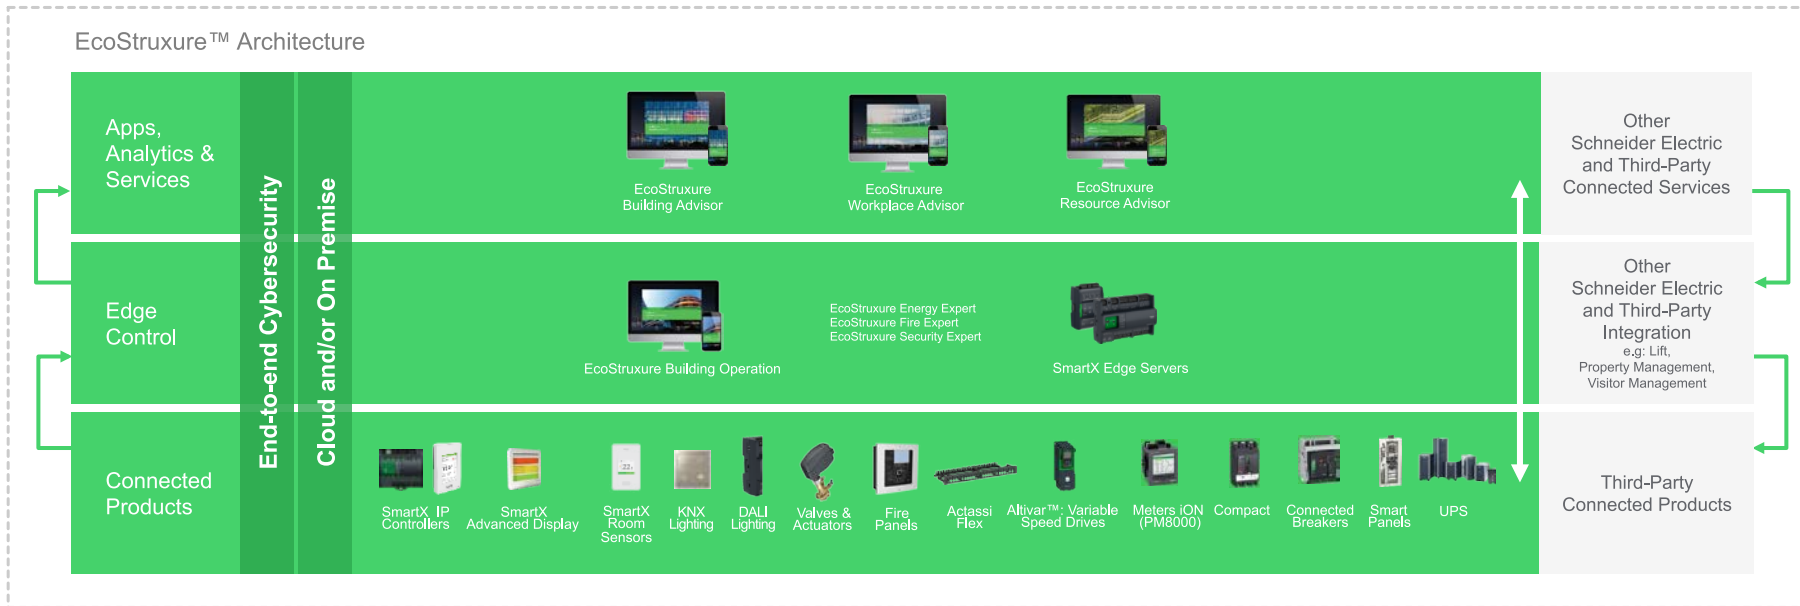 EcoStruxure™ Architecture
Apps,
Analytics &
Services
End-to-end Cybersecurity
Cloud and/or On Premise
EcoStruxure
Building Advisor
EcoStruxure
Workplace Advisor
EcoStruxure
Resource Advisor
Other
Schneider Electric
and Third-Party
Connected Services
Edge
Control
EcoStruxure Building Operation
EcoStruxure Energy Expert
EcoStruxure Fire Expert
EcoStruxure Security Expert
SmartX Edge Servers
Other
Schneider Electric
and Third-Party
Integration
e.g: Lift,
Property Management,
Visitor Management
Connected
Products
SmartX IP
Controllers
SmartX
Advanced Display
SmartX
Room
Sensors
KNX
Lighting
DALI
Lighting
Valves &
Actuators
Fire
Panels
Actassi
Flex
Altivar™: Variable
Speed Drives
Meters iON
(PM8000)
Compact
Connected
Breakers
Smart
Panels
UPS
Third-Party
Connected Products